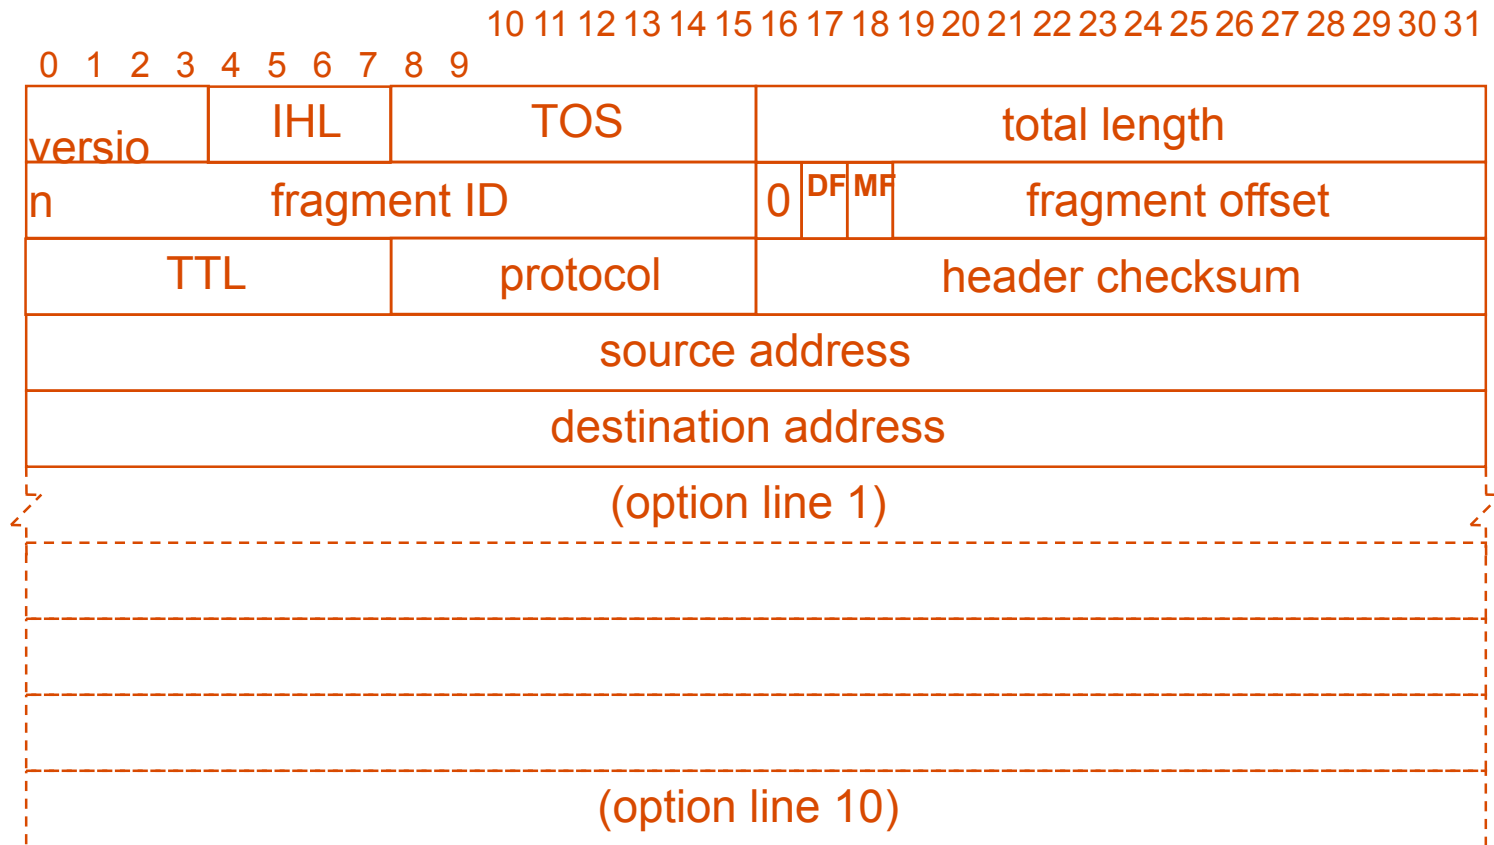 10 11 12 13 14 15 16 17 18 19 20 21 22 23 24 25 26 27 28 29 30 31
0 1 2 3 4 5 6 7 8 9
versio IHL TOS total length
n fragment ID 0 DF MF fragment offset
TTL protocol header checksum
source address
destination address
(option line 1)
(option line 10)